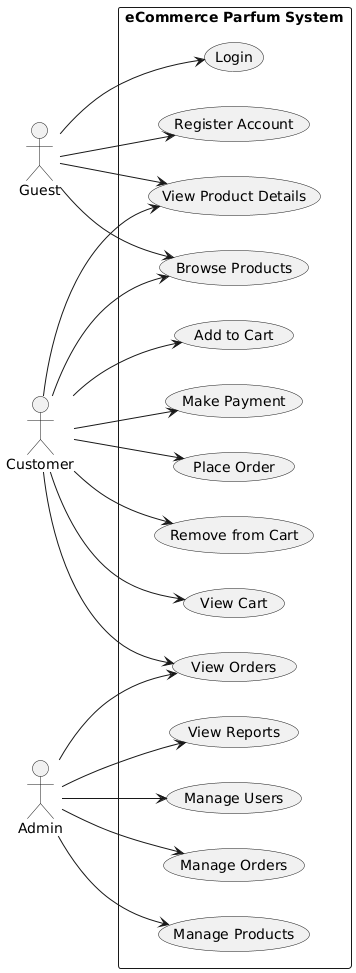 eCommerce Parfum System
Login
Register Account
Guest
View Product Details
Browse Products
Add to Cart
Make Payment
Customer
Place Order
Remove from Cart
View Cart
View Orders
View Reports
Manage Users
Admin
Manage Orders
Manage Products